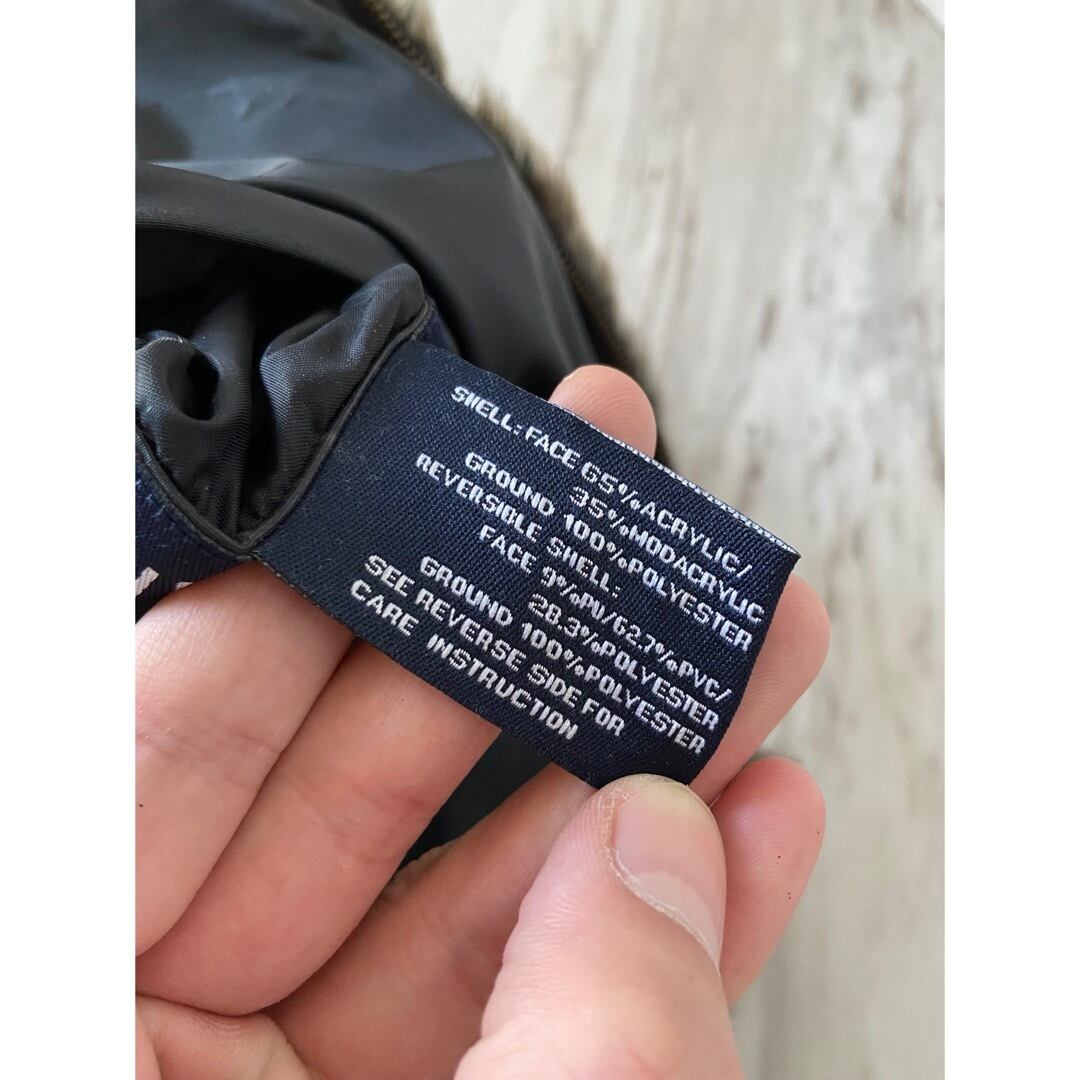 SHELL: FACE 65%ACRYLIC/
35%MODACRYLIC
GROUND 100%POLYESTER
REVERSIBLE SHELL:
FACE 9%PU/62.7%PVC/
28.3%POLYESTER
GROUND 100%POLYESTER
SEE REVERSE SIDE FOR
CARE INSTRUCTION